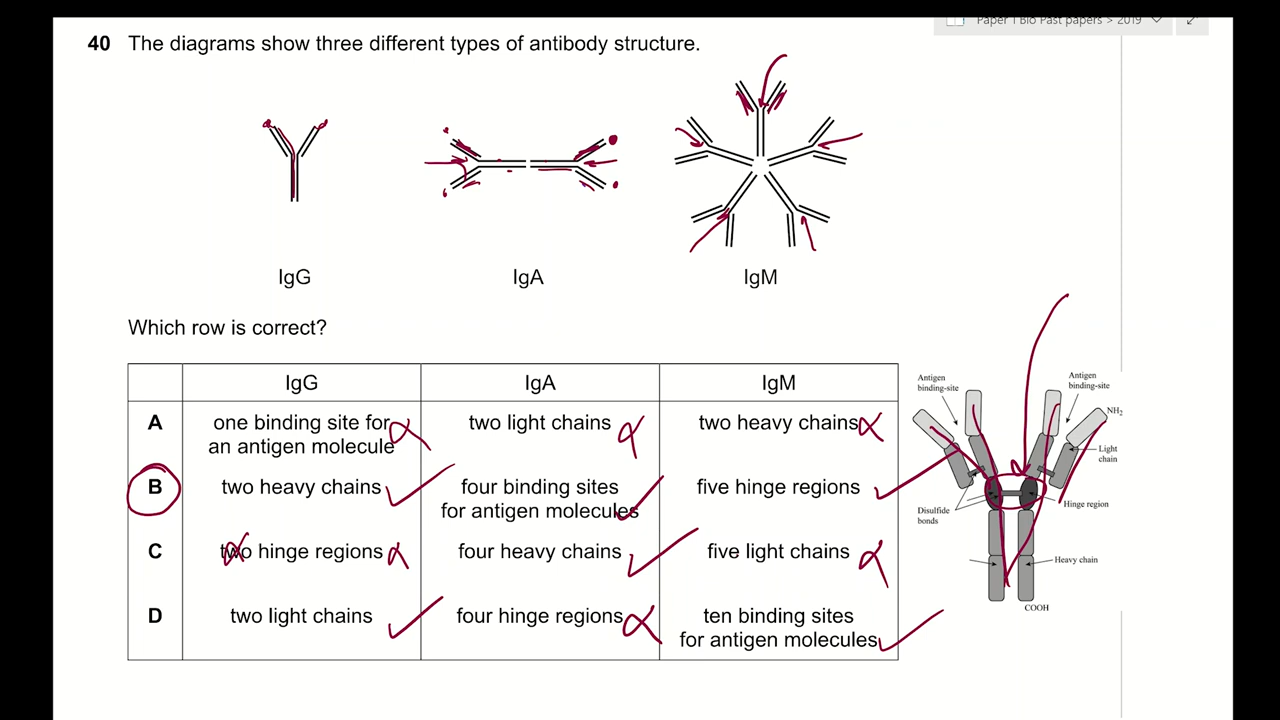 Paper 1 Bio Past papers > 2019
40 The diagrams show three different types of antibody structure.
IgG IgA IgM
Which row is correct?
IgG IgA IgM
A one binding site for an antigen molecule two light chains two heavy chains
B two heavy chains four binding sites for antigen molecules five hinge regions
C two hinge regions four heavy chains five light chains
D two light chains four hinge regions ten binding sites for antigen molecules
Antigen
binding-site
Antigen
binding-site
NH2
Light
chain
Hinge region
Disulfide
bonds
Heavy chain
COOH